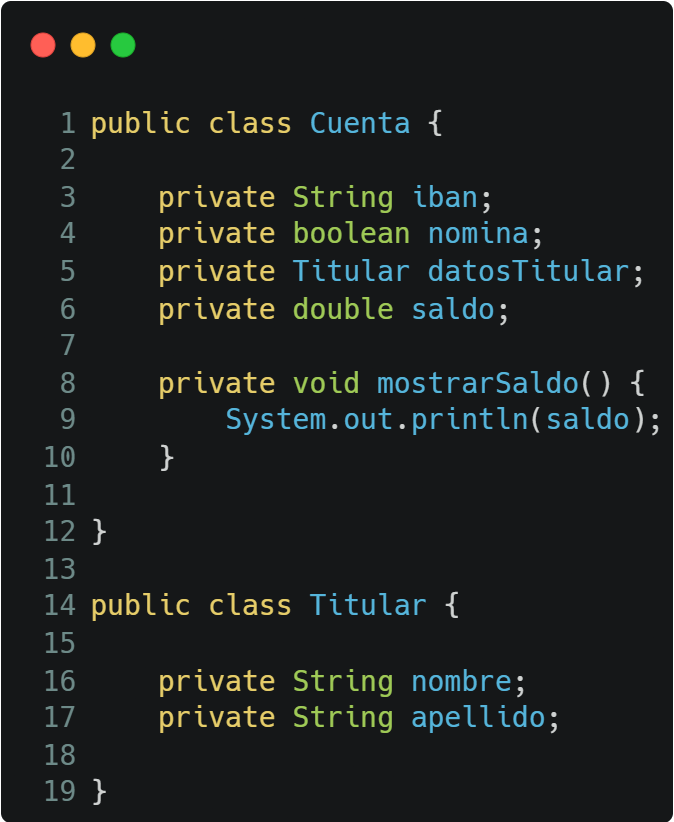 1 public class Cuenta {
2
3     private String iban;
4     private boolean nomina;
5     private Titular datosTitular;
6     private double saldo;
7
8     private void mostrarSaldo() {
9         System.out.println(saldo);
10     }
11
12 }
13
14 public class Titular {
15
16     private String nombre;
17     private String apellido;
18
19 }